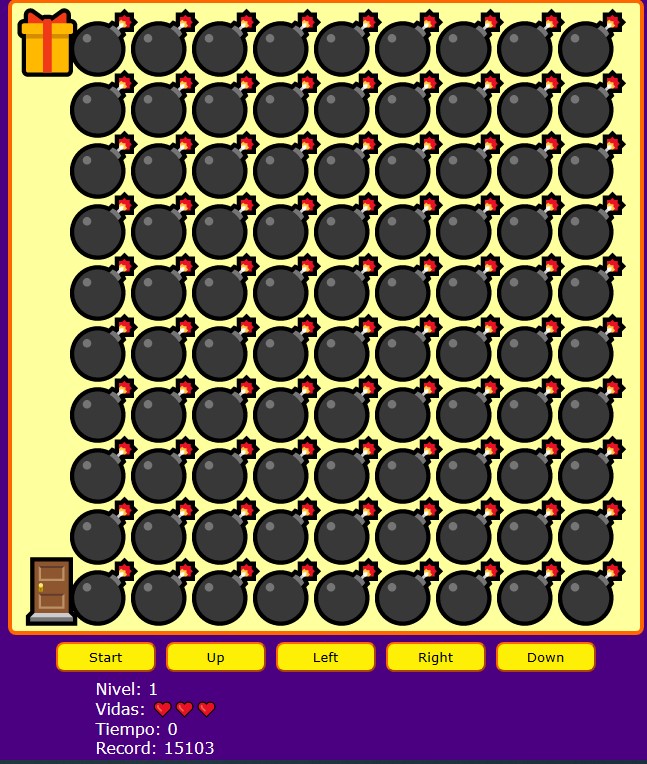 Start Up Left Right Down
Nivel: 1
Vidas: ❤️❤️❤️
Tiempo: 0
Record: 15103